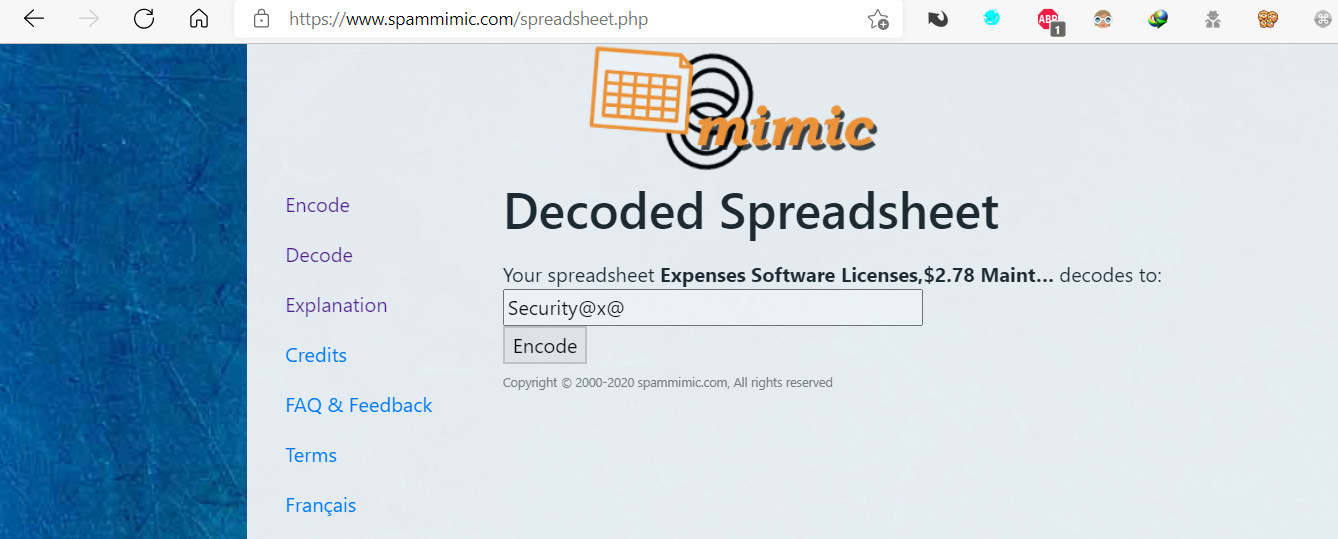 https://www.spammimic.com/spreadsheet.php
ABP
1
mimic
Encode
Decode
Explanation
Credits
FAQ & Feedback
Terms
Français
Decoded Spreadsheet
Your spreadsheet Expenses Software Licenses,$2.78 Maint... decodes to:
Security@x@
Encode
Copyright © 2000-2020 spammimic.com, All rights reserved